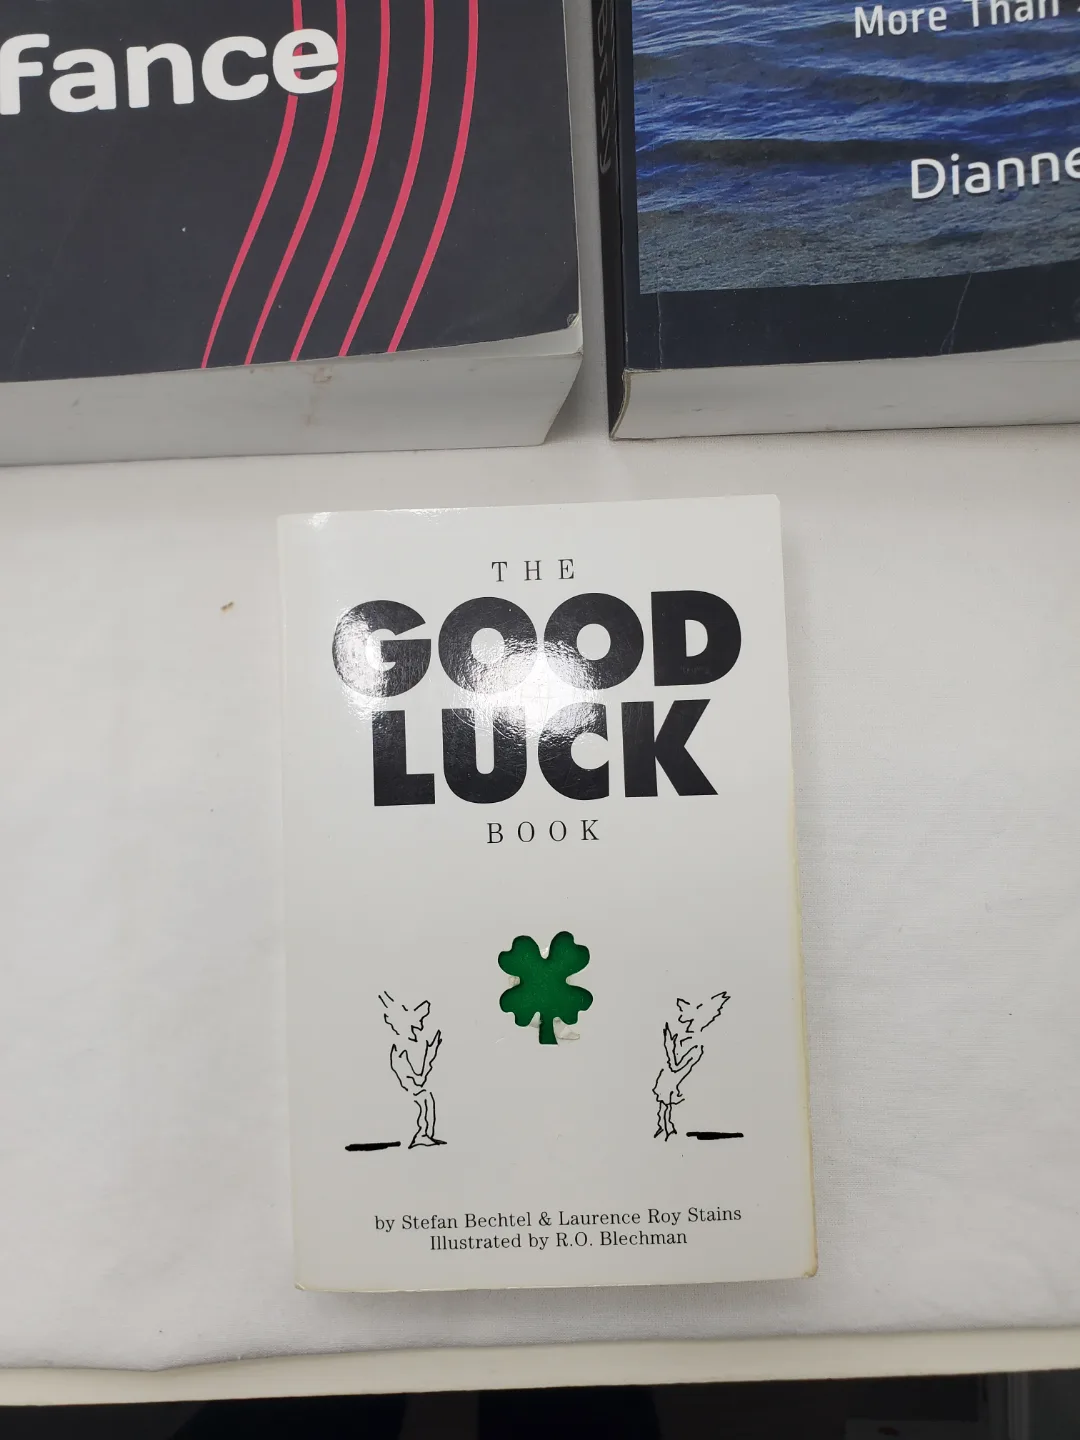 fance
More Than
Dianne
THE
GOOD
LUCK
BOOK
by Stefan Bechtel & Laurence Roy Stains
Illustrated by R.O. Blechman